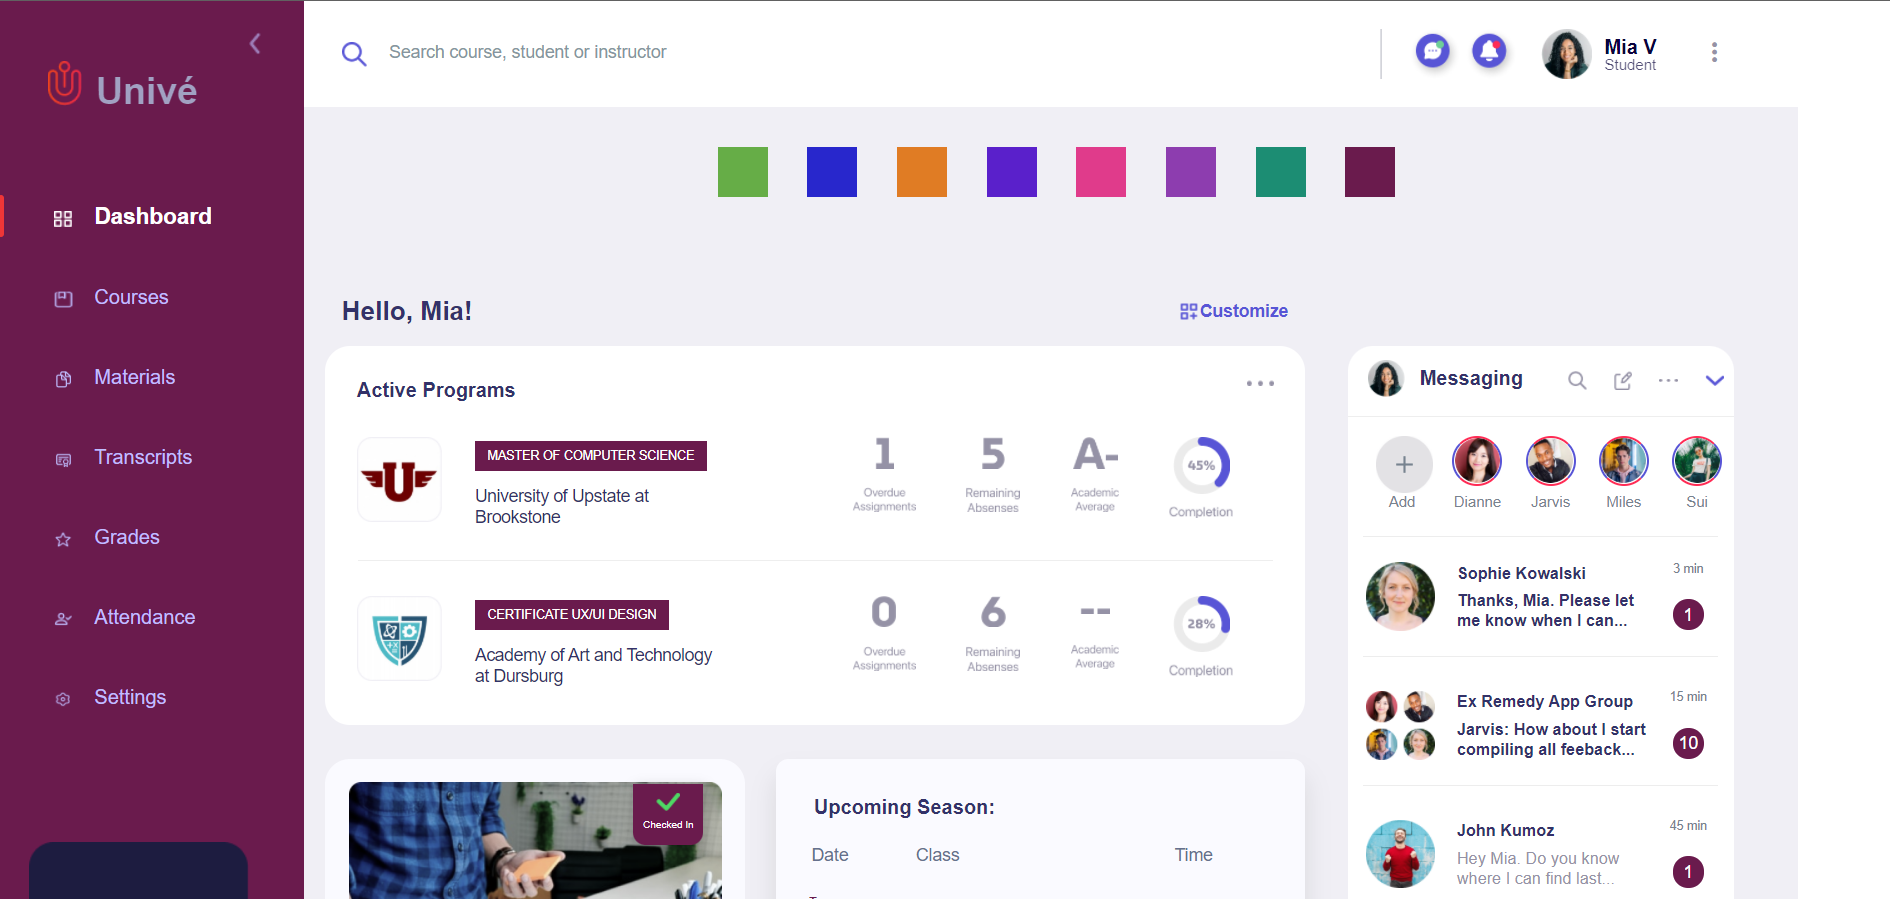 Univé
Dashboard
Courses
Materials
Transcripts
Grades
Attendance
Settings
Search course, student or instructor
Mia V
Student
Hello, Mia!
Customize
Active Programs
MASTER OF COMPUTER SCIENCE
University of Upstate at
Brookstone
1
Overdue
Assignments
5
Remaining
Absenses
A-
Academic
Average
45%
Completion
CERTIFICATE UX/UI DESIGN
Academy of Art and Technology
at Dursburg
0
Overdue
Assignments
6
Remaining
Absenses
--
Academic
Average
28%
Completion
Checked In
Upcoming Season:
Date Class Time
Messaging
Add Dianne Jarvis Miles Sui
Sophie Kowalski
3 min
Thanks, Mia. Please let
me know when I can...
1
Ex Remedy App Group
15 min
Jarvis: How about I start
compiling all feeback...
10
John Kumoz
45 min
Hey Mia. Do you know
where I can find last...
1